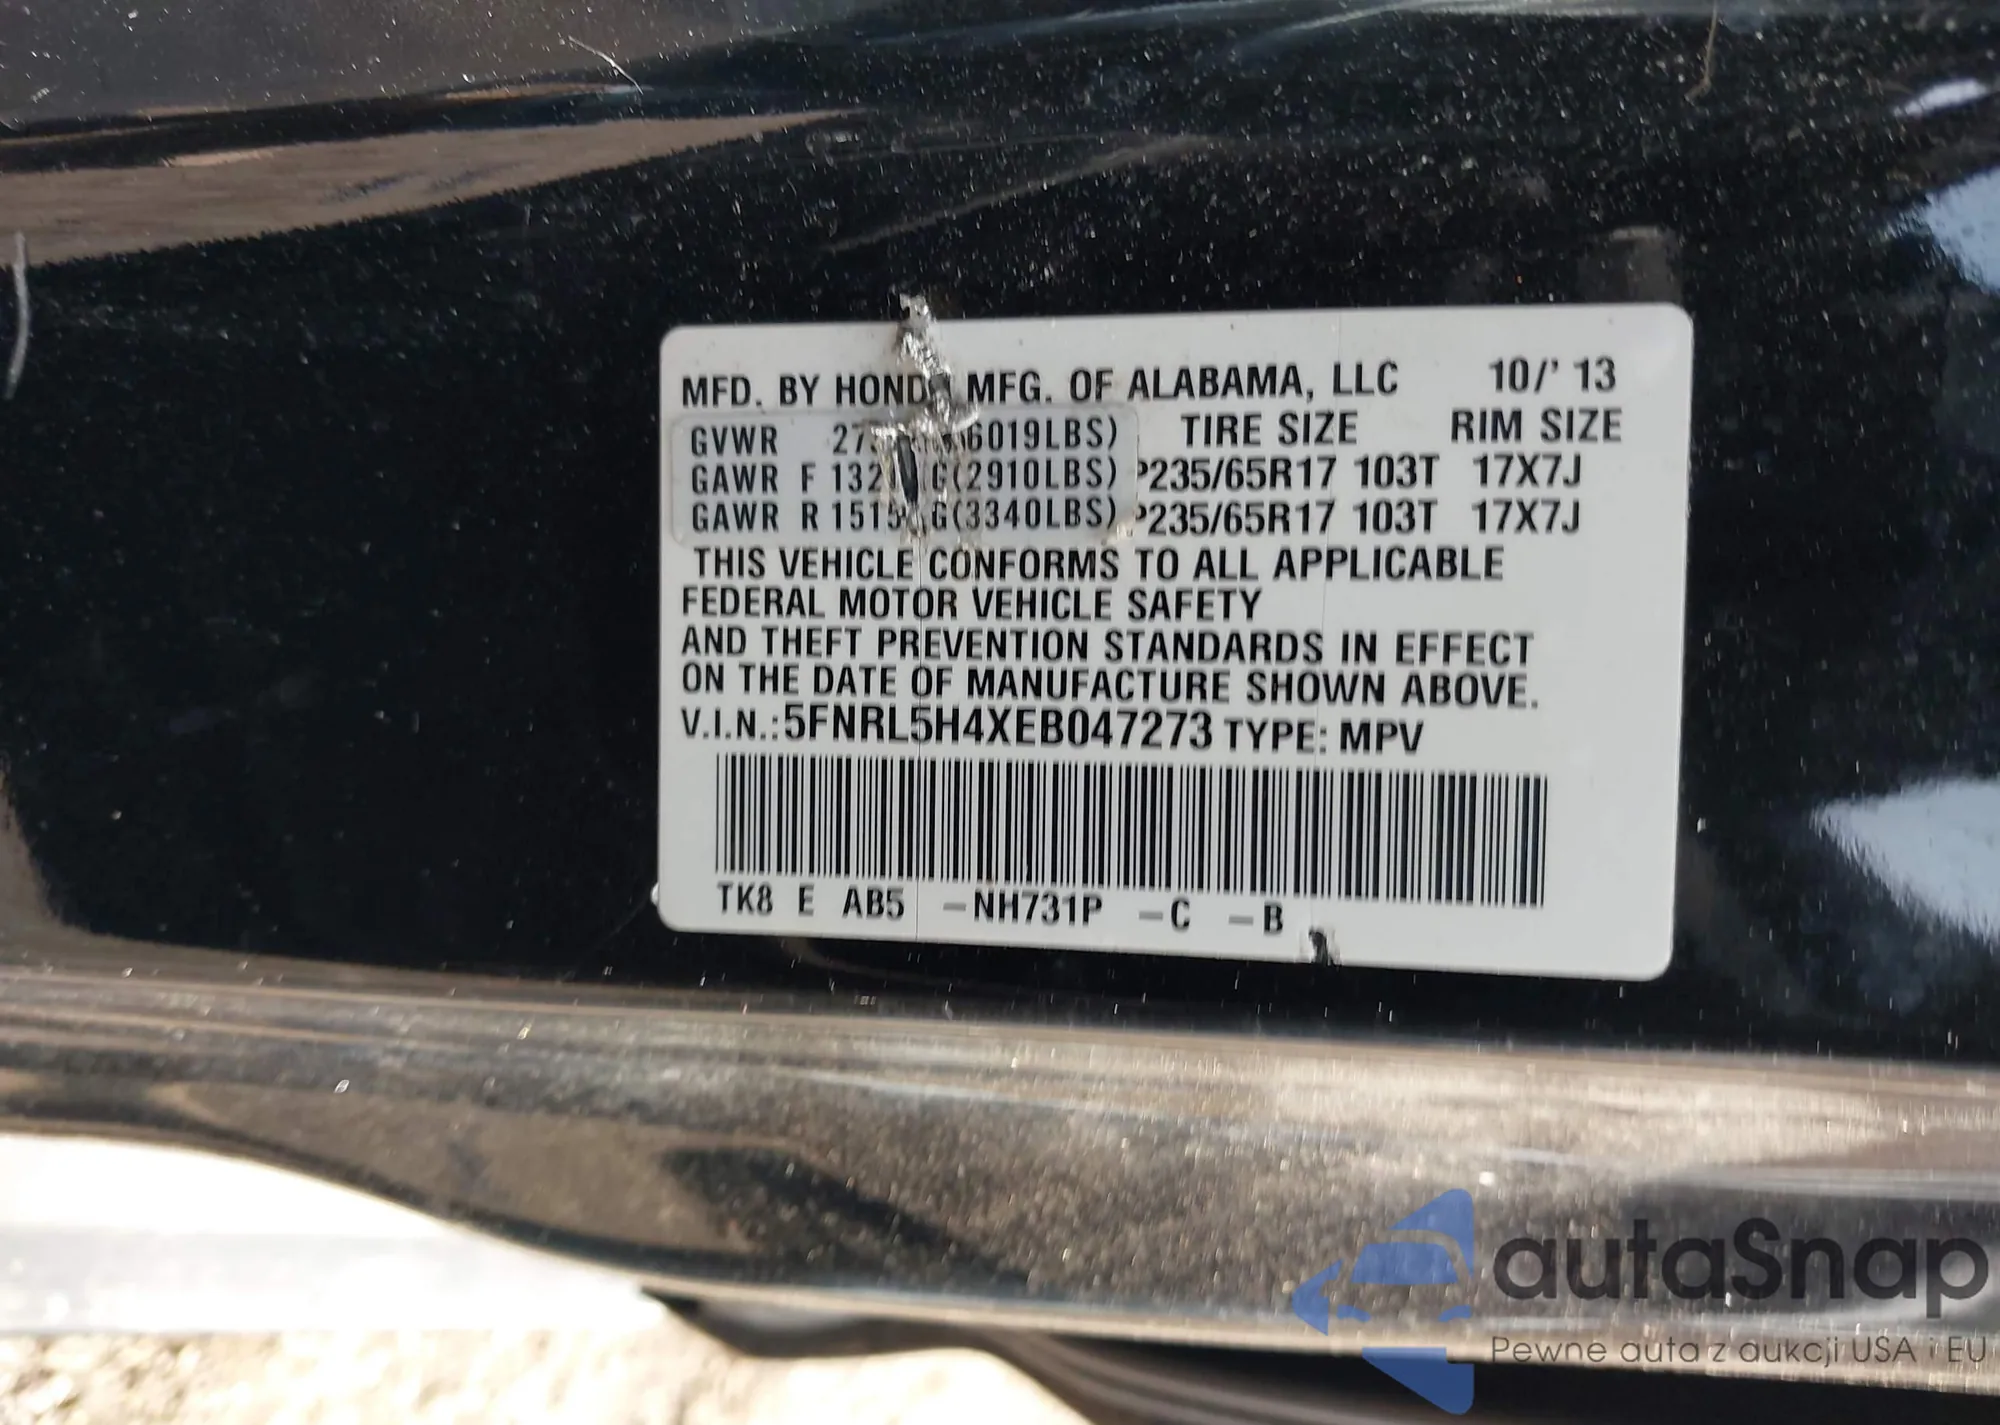 MFD. BY HONDA MFG. OF ALABAMA, LLC 10/' 13
GVWR (6019LBS) TIRE SIZE RIM SIZE
GAWR F (2910LBS) P235/65R17 103T 17X7J
GAWR R (3340LBS) P235/65R17 103T 17X7J
THIS VEHICLE CONFORMS TO ALL APPLICABLE
FEDERAL MOTOR VEHICLE SAFETY
AND THEFT PREVENTION STANDARDS IN EFFECT
ON THE DATE OF MANUFACTURE SHOWN ABOVE.
V.I.N.:5FNRL5H4XEB047273 TYPE: MPV
TK8 E AB5 -NH731P -C -B
autaSnap
Pewne auta z aukcji USA i EU